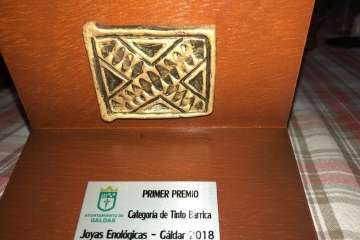 PRIMER PREMIO
AYUNTAMIENTO DE
GÁLDAR
Categoría de Tinto Barrica
Joyas Enológicas - Gáldar 2018